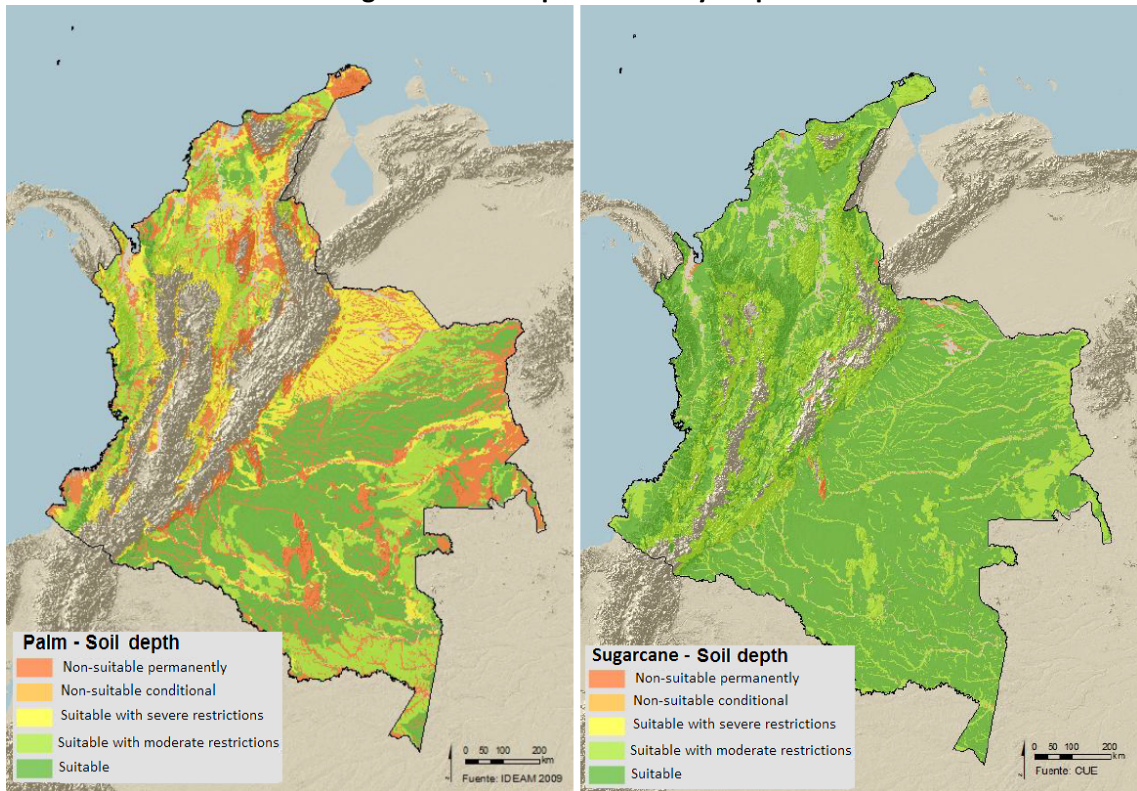 Palm - Soil depth
Non-suitable permanently
Non-suitable conditional
Suitable with severe restrictions
Suitable with moderate restrictions
Suitable
0 50 100 200
km
Fuente: IDEAM 2009
Sugarcane - Soil depth
Non-suitable permanently
Non-suitable conditional
Suitable with severe restrictions
Suitable with moderate restrictions
Suitable
0 50 100 200
km
Fuente: CUE